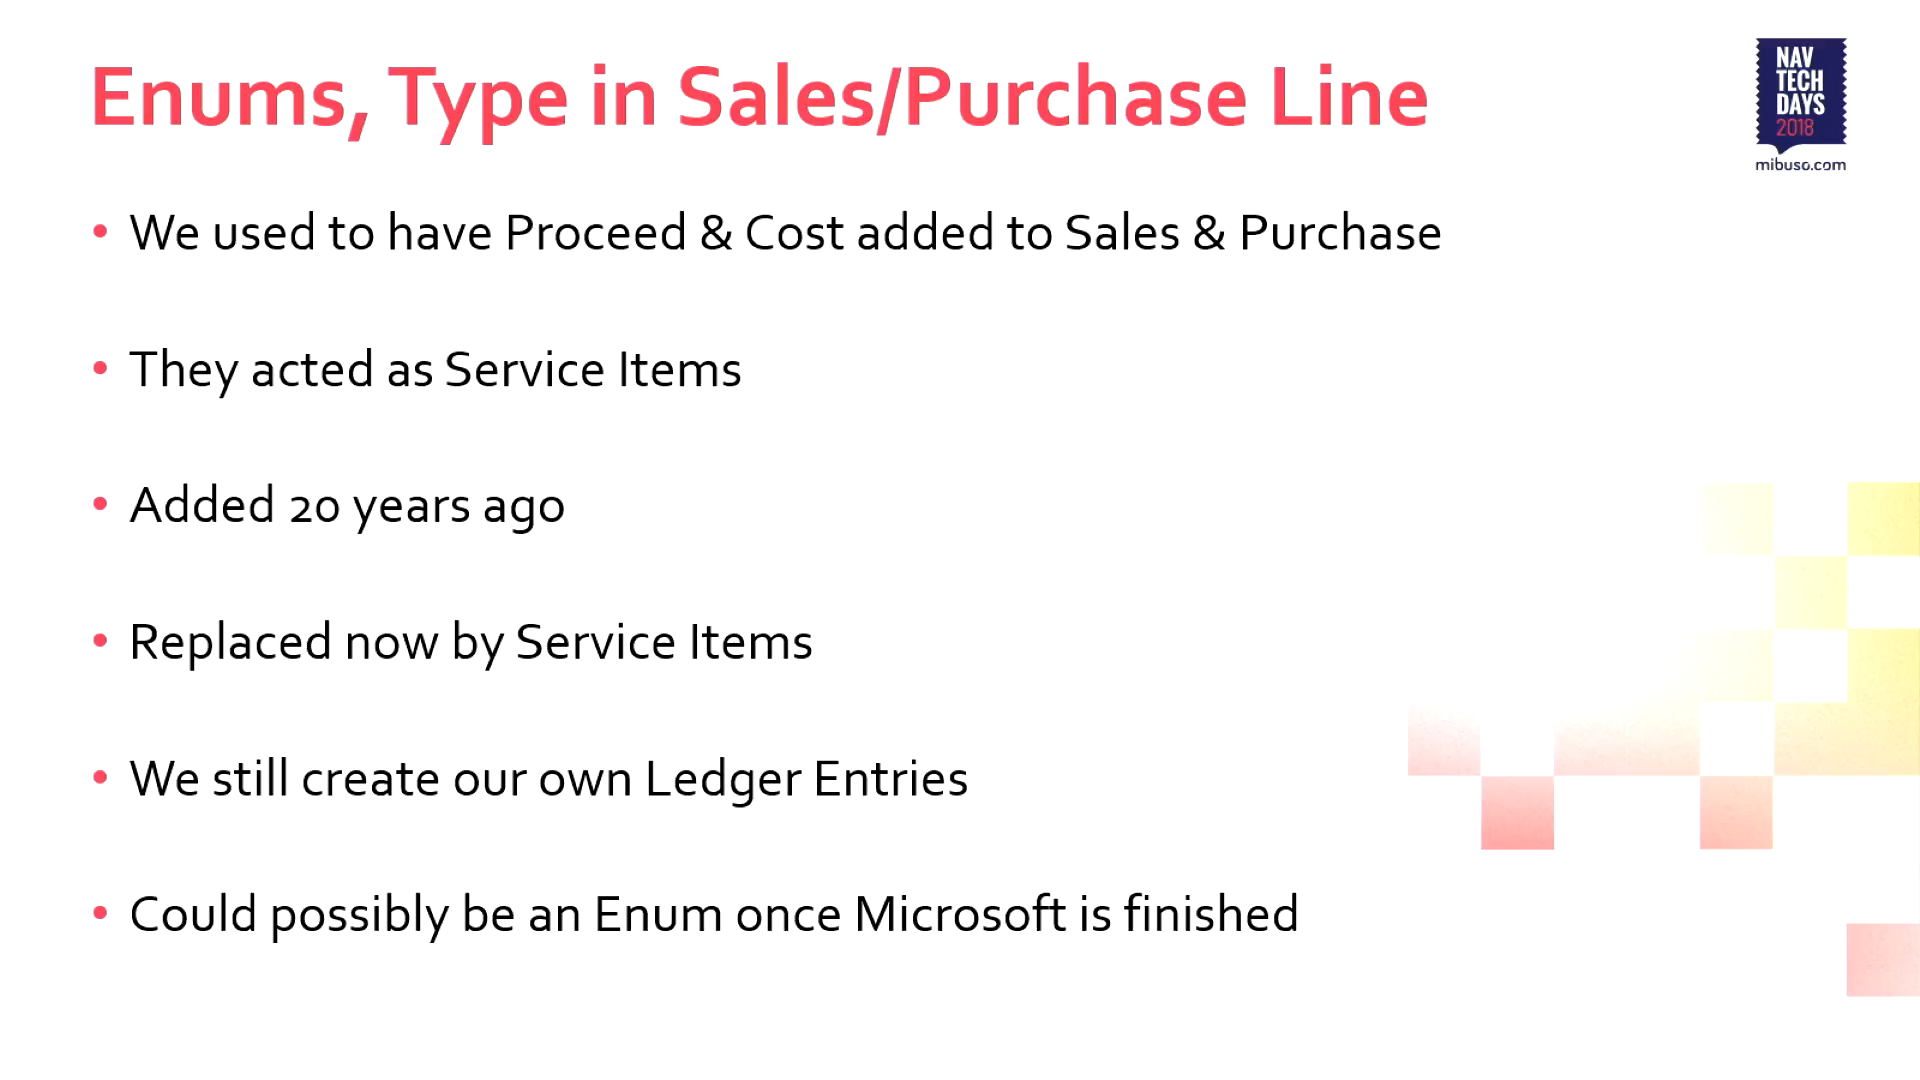 Enums, Type in Sales/Purchase Line
NAV
TECH
DAYS
2018
mibuso.com
• We used to have Proceed & Cost added to Sales & Purchase
• They acted as Service Items
• Added 20 years ago
• Replaced now by Service Items
• We still create our own Ledger Entries
• Could possibly be an Enum once Microsoft is finished